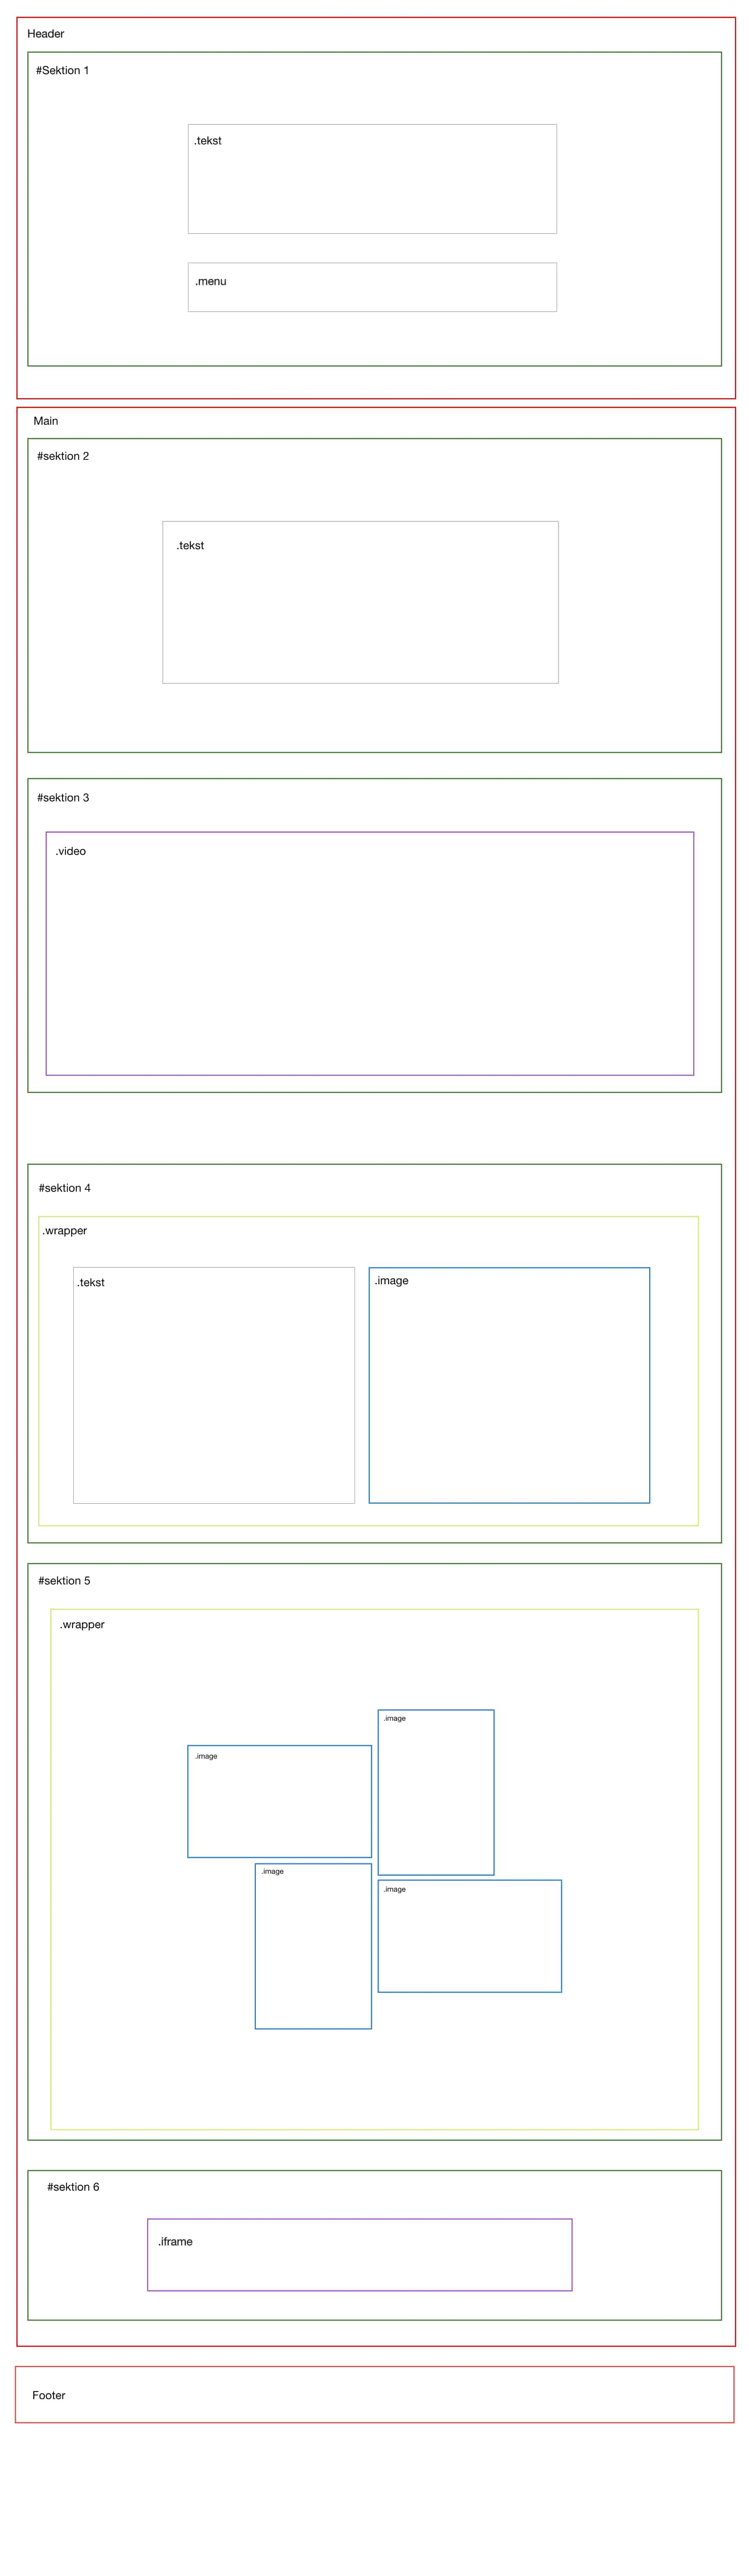 Header
#Sektion 1
.tekst
.menu
Main
#sektion 2
.tekst
#sektion 3
.video
#sektion 4
.wrapper
.tekst
.image
#sektion 5
.wrapper
.image
.image
.image
.image
#sektion 6
.iframe
Footer